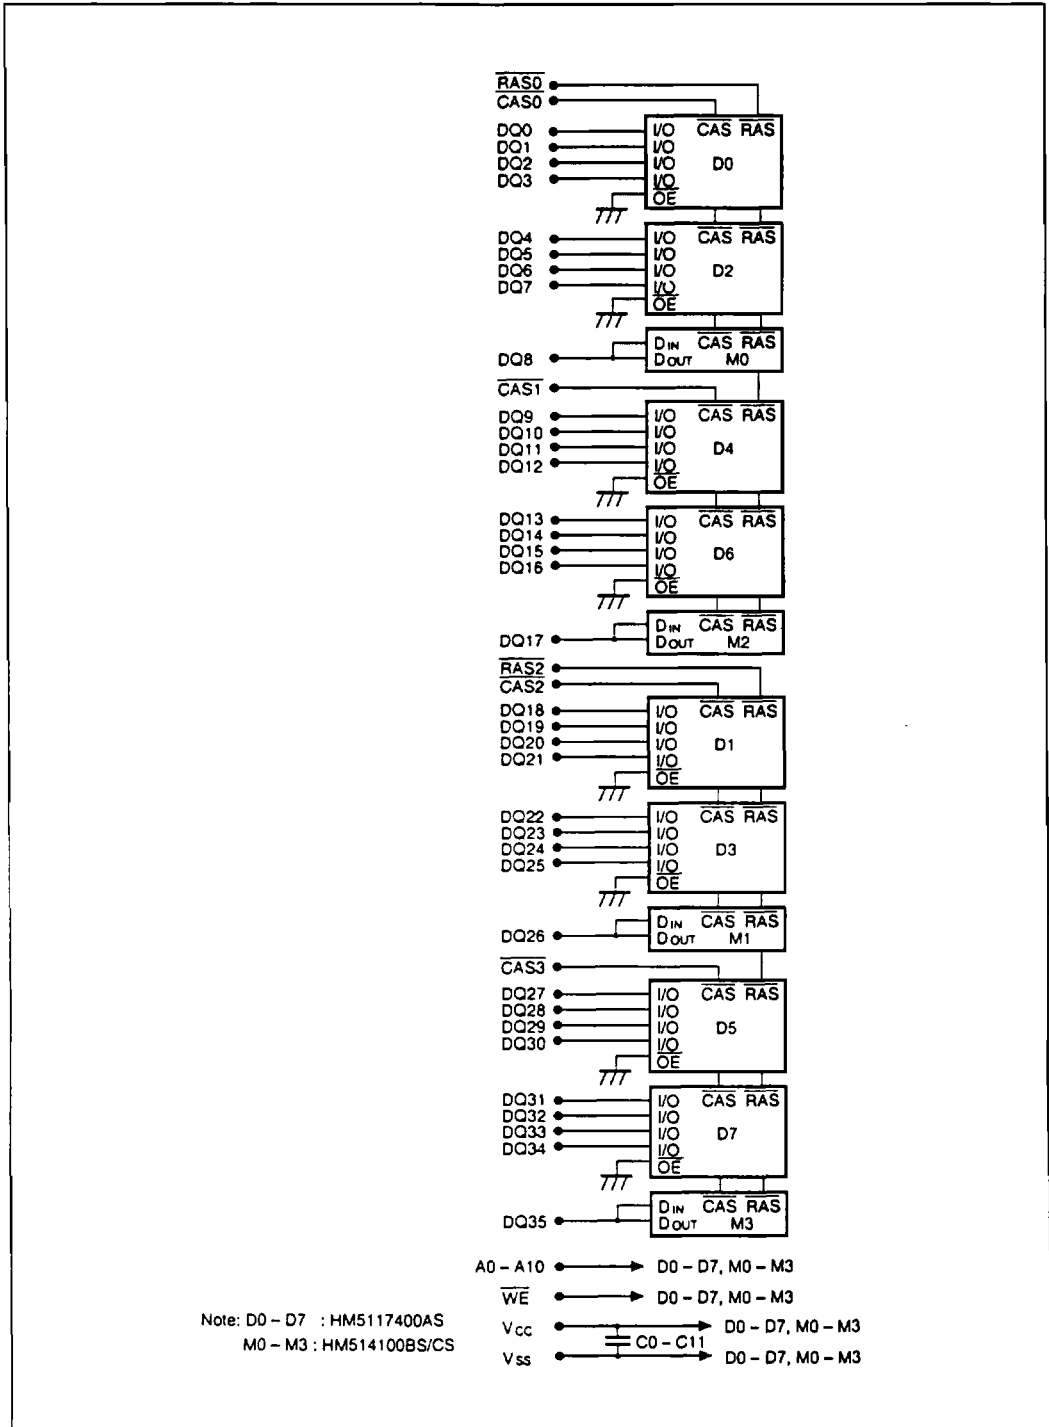 RAS0
CAS0
DQ0 I/O CAS RAS
DQ1 I/O
DQ2 I/O D0
DQ3 I/O
OE
DQ4 I/O CAS RAS
DQ5 I/O
DQ6 I/O D2
DQ7 I/O
OE
DIN CAS RAS
DQ8 DOUT M0
CAS1
DQ9 I/O CAS RAS
DQ10 I/O
DQ11 I/O D4
DQ12 I/O
OE
DQ13 I/O CAS RAS
DQ14 I/O
DQ15 I/O D6
DQ16 I/O
OE
DIN CAS RAS
DQ17 DOUT M2
RAS2
CAS2
DQ18 I/O CAS RAS
DQ19 I/O
DQ20 I/O D1
DQ21 I/O
OE
DQ22 I/O CAS RAS
DQ23 I/O
DQ24 I/O D3
DQ25 I/O
OE
DIN CAS RAS
DQ26 DOUT M1
CAS3
DQ27 I/O CAS RAS
DQ28 I/O
DQ29 I/O D5
DQ30 I/O
OE
DQ31 I/O CAS RAS
DQ32 I/O
DQ33 I/O D7
DQ34 I/O
OE
DIN CAS RAS
DQ35 DOUT M3
A0 – A10 D0 – D7, M0 – M3
WE D0 – D7, M0 – M3
Vcc D0 – D7, M0 – M3
C0 – C11
Vss D0 – D7, M0 – M3
Note: D0 – D7 : HM5117400AS
M0 – M3 : HM514100BS/CS